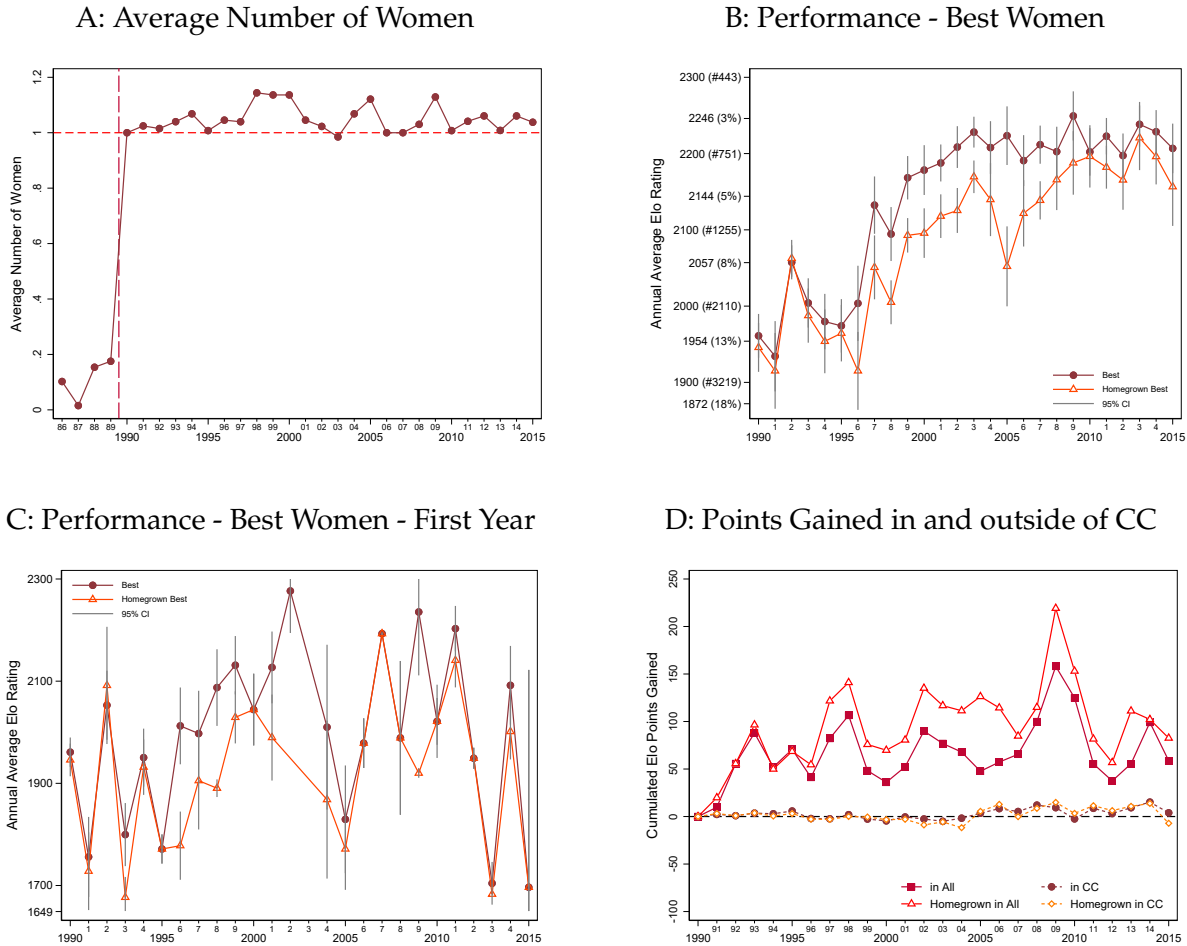 A: Average Number of Women
Average Number of Women
1.2
1
.8
.6
.4
.2
0
86 87 88 89 91 92 93 94 96 97 98 99 01 02 03 04 06 07 08 09 11 12 13 14
1990 1995 2000 2005 2010 2015
B: Performance - Best Women
Annual Average Elo Rating
2300 (#443)
2246 (3%)
2200 (#751)
2144 (5%)
2100 (#1255)
2057 (8%)
2000 (#2110)
1954 (13%)
1900 (#3219)
1872 (18%)
Best
Homegrown Best
95% CI
1 2 3 4 6 7 8 9 1 2 3 4 6 7 8 9 1 2 3 4
1990 1995 2000 2005 2010 2015
C: Performance - Best Women - First Year
Annual Average Elo Rating
2300
2100
1900
1700
1649
Best
Homegrown Best
95% CI
1 2 3 4 6 7 8 9 1 2 4 6 7 8 9 1 2 3 4
1990 1995 2000 2005 2010 2015
D: Points Gained in and outside of CC
Cumulated Elo Points Gained
250
200
150
100
50
0
-50
-100
in All
in CC
Homegrown in All
Homegrown in CC
91 92 93 94 96 97 98 99 01 02 03 04 06 07 08 09 11 12 13 14
1990 1995 2000 2005 2010 2015